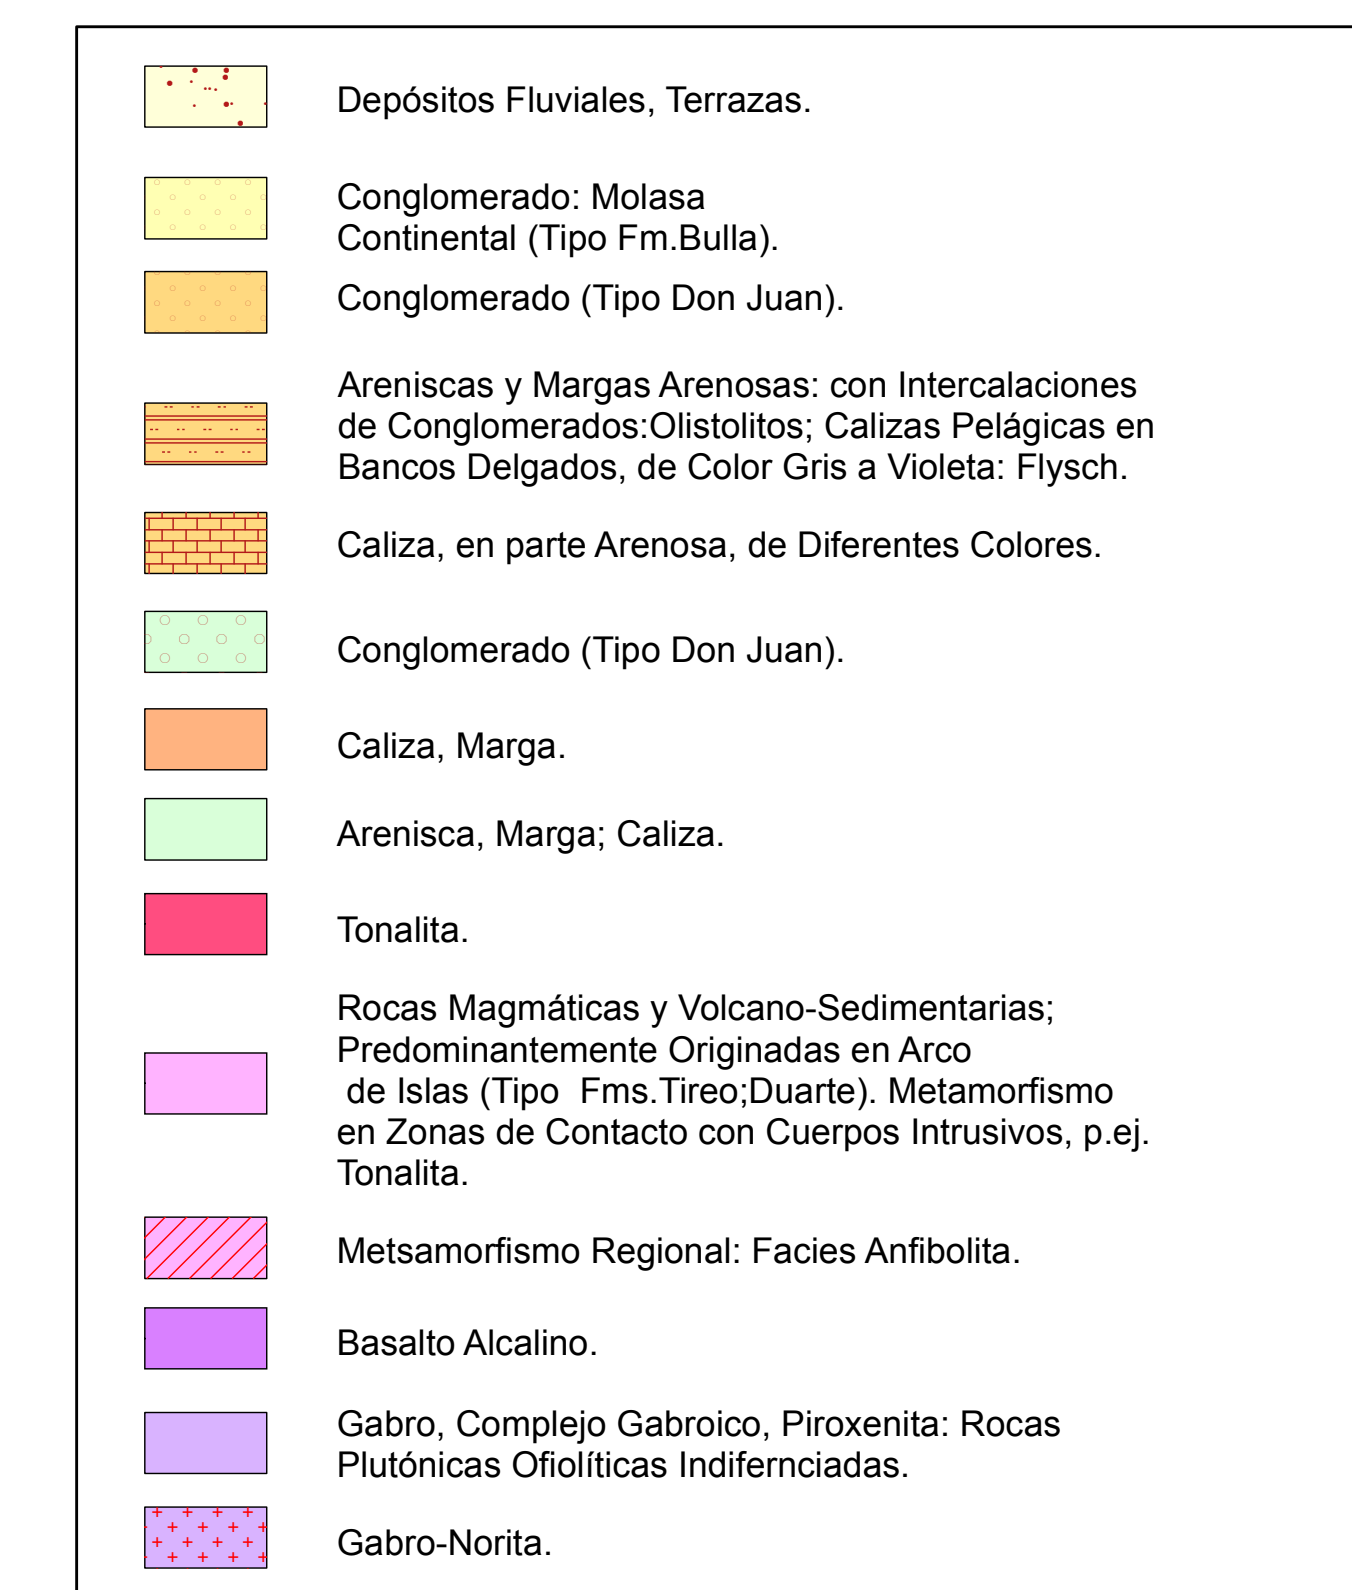 Depósitos Fluviales, Terrazas.
Conglomerado: Molasa
Continental (Tipo Fm.Bulla).
Conglomerado (Tipo Don Juan).
Areniscas y Margas Arenosas: con Intercalaciones
de Conglomerados:Olistolitos; Calizas Pelágicas en
Bancos Delgados, de Color Gris a Violeta: Flysch.
Caliza, en parte Arenosa, de Diferentes Colores.
Conglomerado (Tipo Don Juan).
Caliza, Marga.
Arenisca, Marga; Caliza.
Tonalita.
Rocas Magmáticas y Volcano-Sedimentarias;
Predominantemente Originadas en Arco
de Islas (Tipo Fms.Tireo;Duarte). Metamorfismo
en Zonas de Contacto con Cuerpos Intrusivos, p.ej.
Tonalita.
Metsamorfismo Regional: Facies Anfibolita.
Basalto Alcalino.
Gabro, Complejo Gabroico, Piroxenita: Rocas
Plutónicas Ofiolíticas Indifernciadas.
Gabro-Norita.